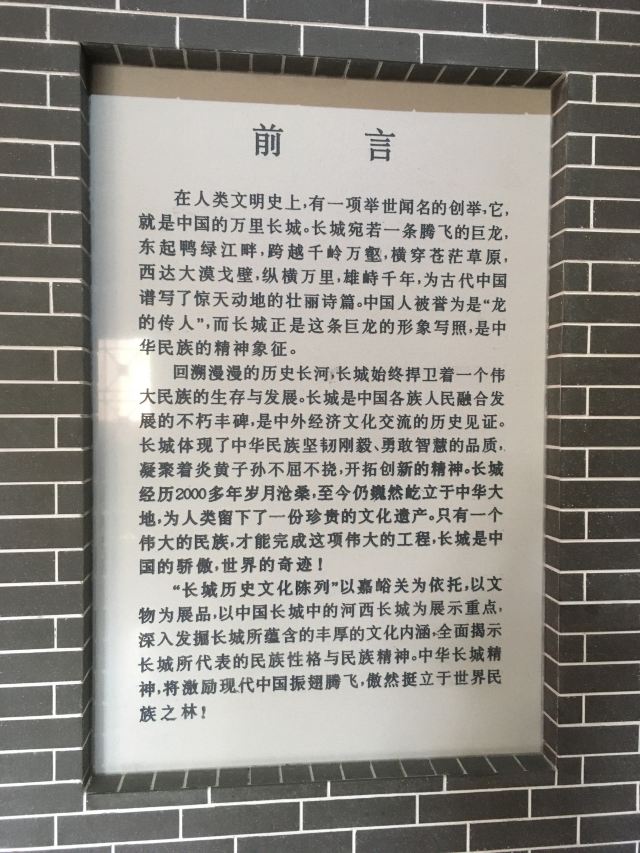 前 言
在人类文明史上,有一项举世闻名的创举,它,
就是中国的万里长城。长城宛若一条腾飞的巨龙,
东起鸭绿江畔,跨越千岭万壑,横穿苍茫草原,
西达大漠戈壁,纵横万里,雄峙千年,为古代中国
谱写了惊天动地的壮丽诗篇。中国人被誉为是“龙
的传人”,而长城正是这条巨龙的形象写照,是中
华民族的精神象征。
回溯漫漫的历史长河,长城始终捍卫着一个伟
大民族的生存与发展。长城是中国各族人民融合发
展的不朽丰碑,是中外经济文化交流的历史见证。
长城体现了中华民族坚韧刚毅、勇敢智慧的品质,
凝聚着炎黄子孙不屈不挠,开拓创新的精神。长城
经历2000多年岁月沧桑,至今仍巍然屹立于中华大
地,为人类留下了一份珍贵的文化遗产。只有一个
伟大的民族,才能完成这项伟大的工程,长城是中
国的骄傲,世界的奇迹!
“长城历史文化陈列”以嘉峪关为依托,以文
物为展品,以中国长城中的河西长城为展示重点,
深入发掘长城所蕴含的丰厚的文化内涵,全面揭示
长城所代表的民族性格与民族精神。中华长城精
神,将激励现代中国振翅腾飞,傲然挺立于世界民
族之林!